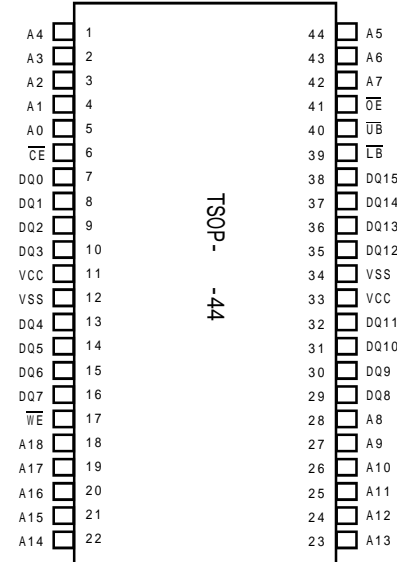 A4 1 44 A5
A3 2 43 A6
A2 3 42 A7
A1 4 41 OE
A0 5 40 UB
CE 6 39 LB
DQ0 7 38 DQ15
DQ1 8 37 DQ14
DQ2 9 36 DQ13
DQ3 10 35 DQ12
VCC 11 34 VSS
VSS 12 33 VCC
DQ4 13 32 DQ11
DQ5 14 31 DQ10
DQ6 15 30 DQ9
DQ7 16 29 DQ8
WE 17 28 A8
A18 18 27 A9
A17 19 26 A10
A16 20 25 A11
A15 21 24 A12
A14 22 23 A13
TSOP- -44